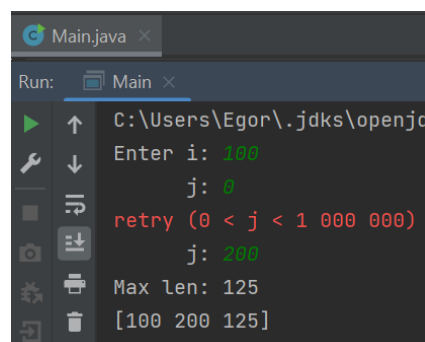 Main.java
Run: Main
C:\Users\Egor\.jdks\openjd
Enter i: 100
j: 0
retry (0 < j < 1 000 000)
j: 200
Max len: 125
[100 200 125]